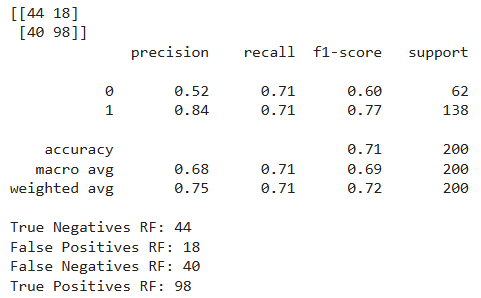 [[44 18]
 [40 98]]
              precision    recall  f1-score   support

           0       0.52      0.71      0.60        62
           1       0.84      0.71      0.77       138

    accuracy                           0.71       200
   macro avg       0.68      0.71      0.69       200
weighted avg       0.75      0.71      0.72       200

True Negatives RF: 44
False Positives RF: 18
False Negatives RF: 40
True Positives RF: 98